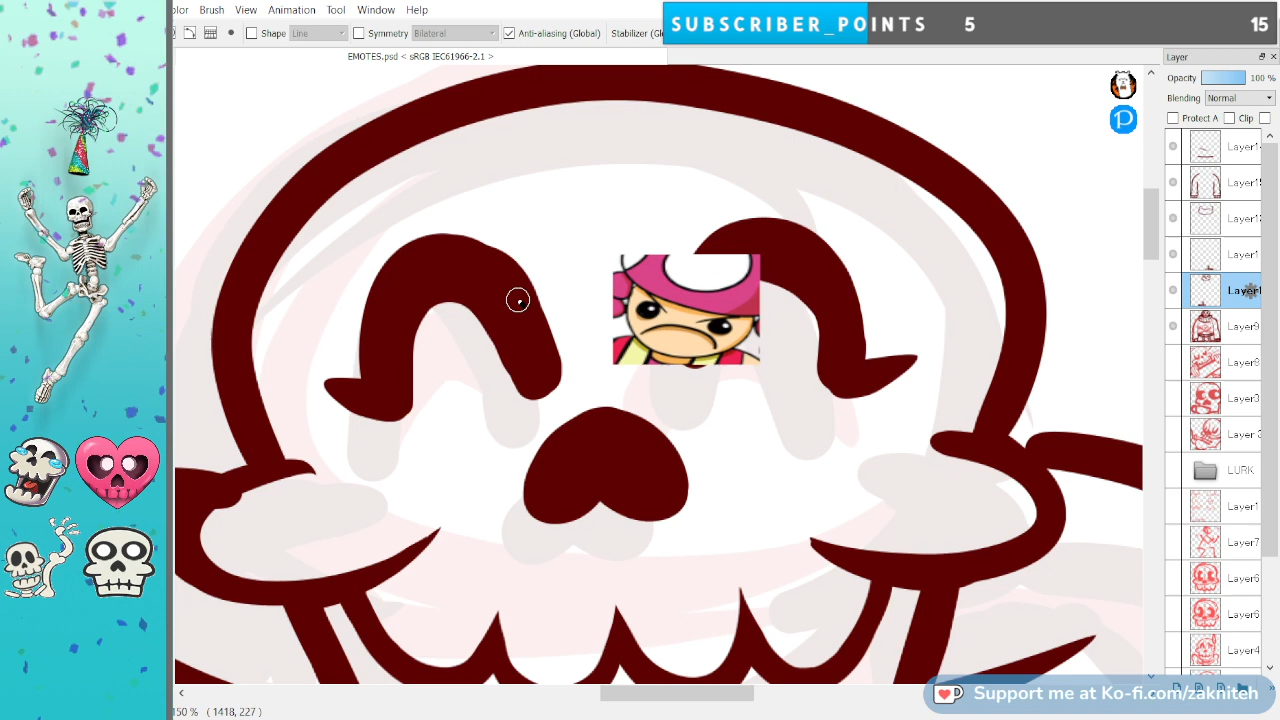 olor Brush View Animation Tool Window Help
SUBSCRIBER_POINTS 5 15
Shape Line Symmetry Bilateral Anti-aliasing (Global) Stabilizer (Gl
EMOTES.psd < sRGB IEC61966-2.1 >
Layer
Opacity 100 %
Blending Normal
Protect A Clip
Layer1
Layer1
Layer1
Layer1
Layer
Layer9
Layer8
Layer3
Layer
LURK
Layer1
Layer7
Layer6
Layer5
Layer4
Support me at Ko-fi.com/zakniteh
150 % ( 1418, 227 )